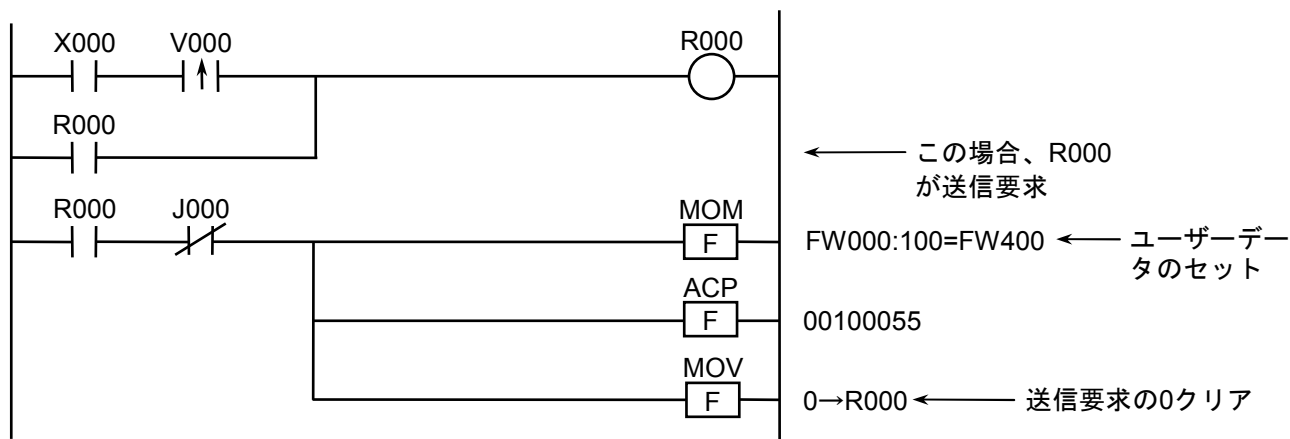 X000 V000 R000
R000
この場合、R000
が送信要求
R000 J000 MOM
F FW000:100=FW400 ユーザーデー
タのセット
ACP
F 00100055
MOV
F 0→R000 送信要求の0クリア